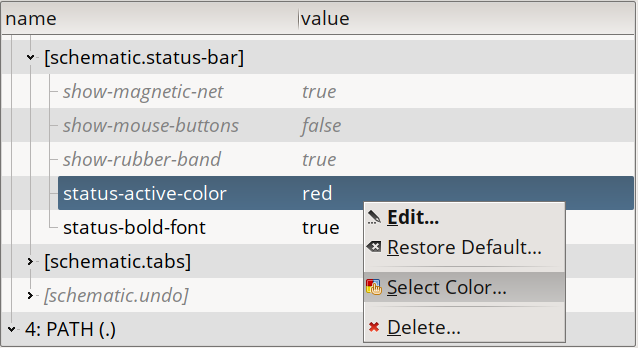 name value
[schematic.status-bar]
show-magnetic-net true
show-mouse-buttons false
show-rubber-band true
status-active-color red
status-bold-font true
Edit...
Restore Default...
[schematic.tabs]
Select Color...
[schematic.undo]
4: PATH (.)
Delete...